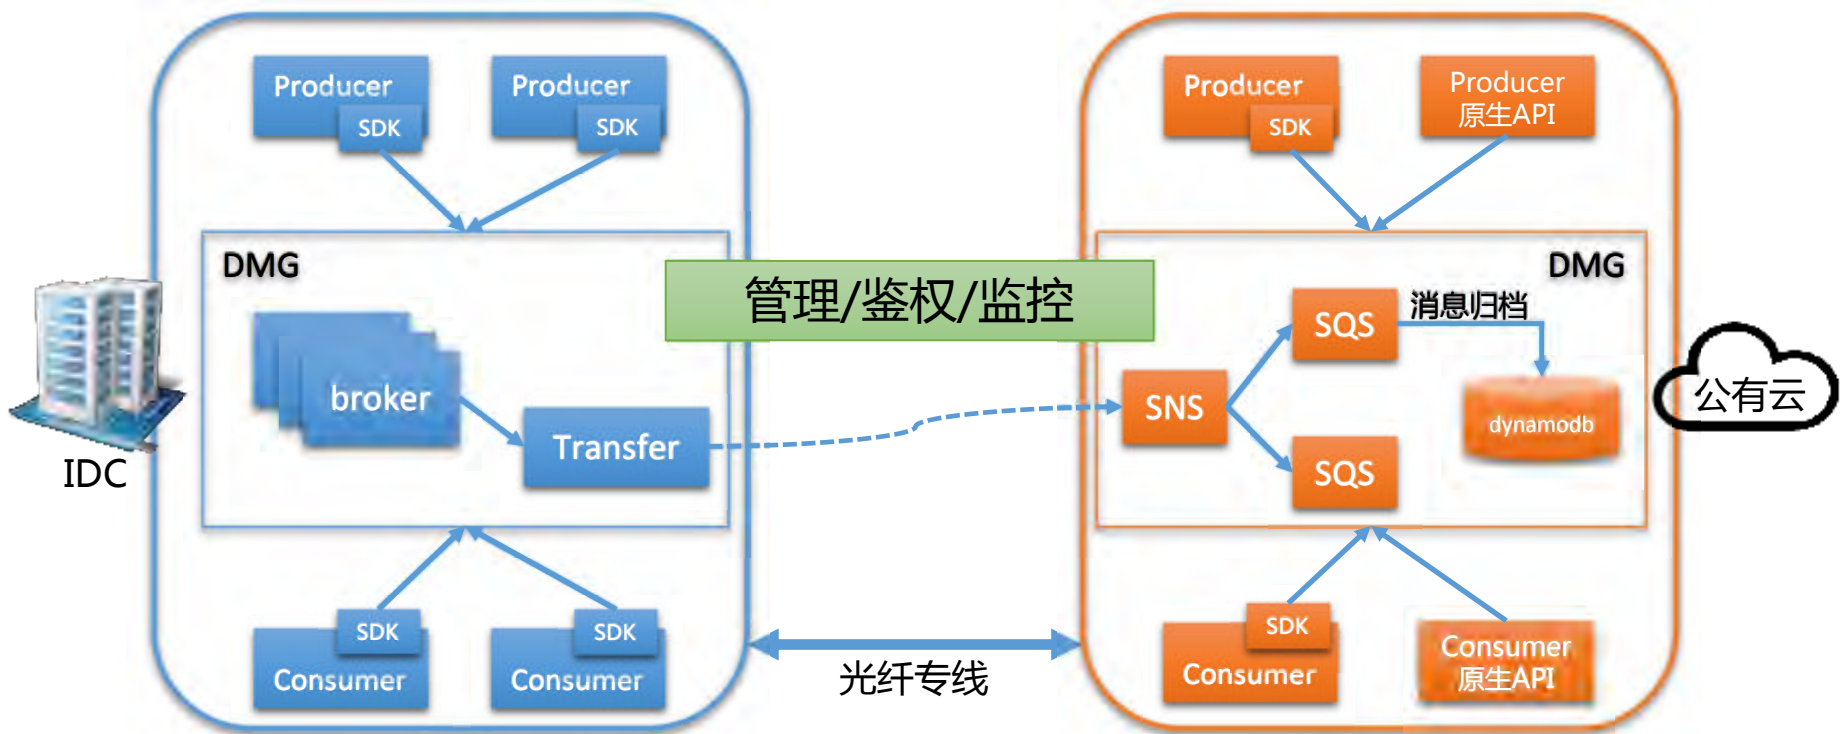 Producer
SDK
Producer
SDK
Producer
SDK
Producer
原生API
DMG
管理/鉴权/监控
DMG
broker
Transfer
SNS
SQS
消息归档
SQS
dynamodb
公有云
IDC
SDK
Consumer
SDK
Consumer
光纤专线
SDK
Consumer
Consumer
原生API